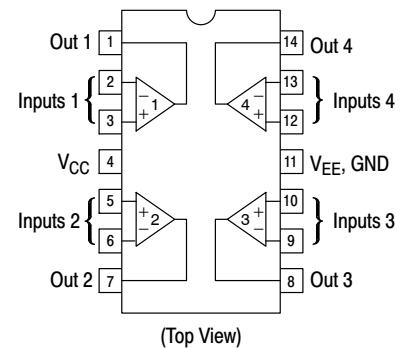 Out 1 1 14 Out 4
Inputs 1 { 2 − 1 − 13 } Inputs 4
3 + 4 + 12
VCC 4 11 VEE, GND
Inputs 2 { 5 + 2 + 10 } Inputs 3
6 − 3 − 9
Out 2 7 8 Out 3
(Top View)